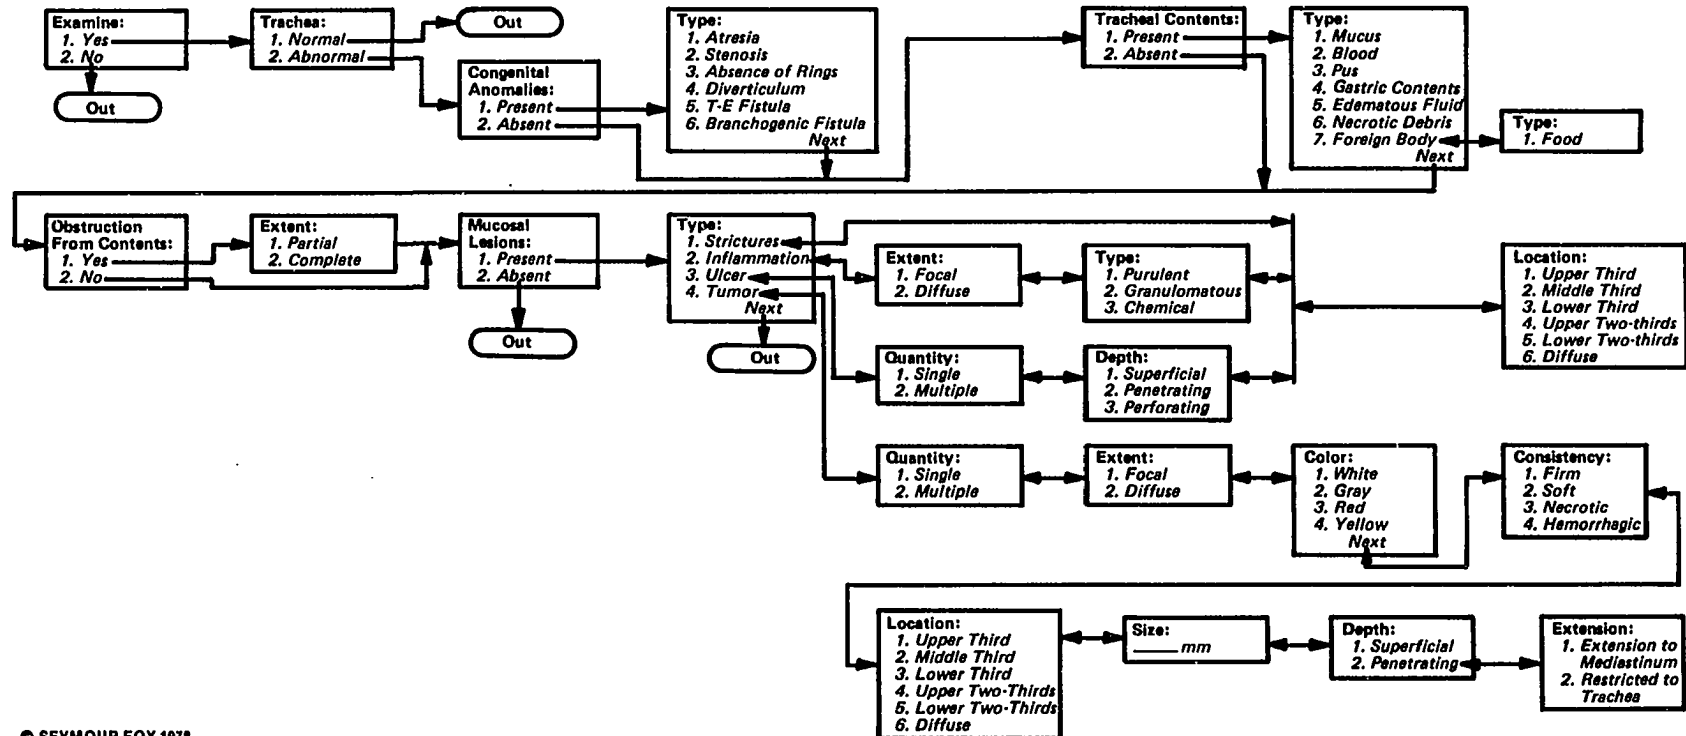 Examine:
1. Yes
2. No
Out
Trachea:
1. Normal
2. Abnormal
Out
Congenital
Anomalies:
1. Present
2. Absent
Type:
1. Atresia
2. Stenosis
3. Absence of Rings
4. Diverticulum
5. T-E Fistula
6. Branchogenic Fistula
Next
Tracheal Contents:
1. Present
2. Absent
Type:
1. Mucus
2. Blood
3. Pus
4. Gastric Contents
5. Edematous Fluid
6. Necrotic Debris
7. Foreign Body
Next
Type:
1. Food
Obstruction
From Contents:
1. Yes
2. No
Extent:
1. Partial
2. Complete
Mucosal
Lesions:
1. Present
2. Absent
Out
Type:
1. Strictures
2. Inflammation
3. Ulcer
4. Tumor
Next
Out
Extent:
1. Focal
2. Diffuse
Type:
1. Purulent
2. Granulomatous
3. Chemical
Location:
1. Upper Third
2. Middle Third
3. Lower Third
4. Upper Two-thirds
5. Lower Two-thirds
6. Diffuse
Quantity:
1. Single
2. Multiple
Depth:
1. Superficial
2. Penetrating
3. Perforating
Quantity:
1. Single
2. Multiple
Extent:
1. Focal
2. Diffuse
Color:
1. White
2. Gray
3. Red
4. Yellow
Next
Consistency:
1. Firm
2. Soft
3. Necrotic
4. Hemorrhagic
Location:
1. Upper Third
2. Middle Third
3. Lower Third
4. Upper Two-Thirds
5. Lower Two-Thirds
6. Diffuse
Size:
____ mm
Depth:
1. Superficial
2. Penetrating
Extension:
1. Extension to
Mediastinum
2. Restricted to
Trachea
© SEYMOUR FOX